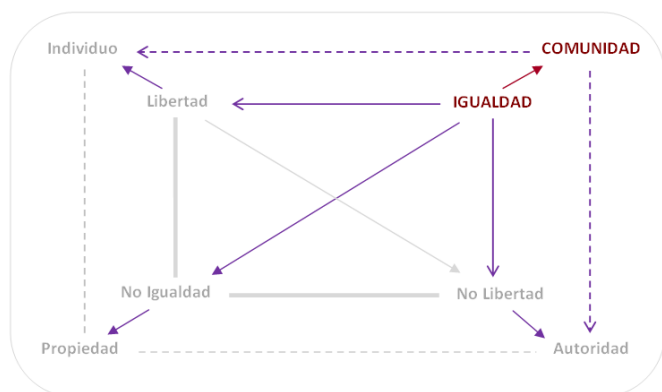 Individuo
COMUNIDAD
Libertad
IGUALDAD
No Igualdad
No Libertad
Propiedad
Autoridad